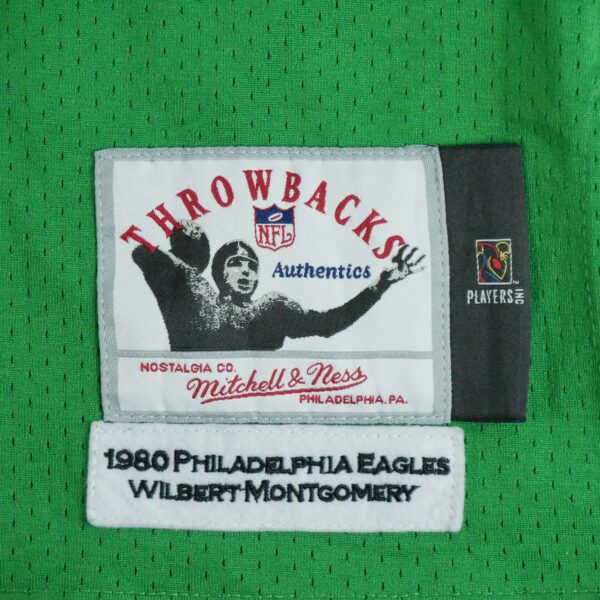 THROWBACKS
NFL
Authentics
PLAYERS INC
NOSTALGIA CO.
Mitchell & Ness
PHILADELPHIA, PA.
1980 PHILADELPHIA EAGLES
WILBERT MONTGOMERY